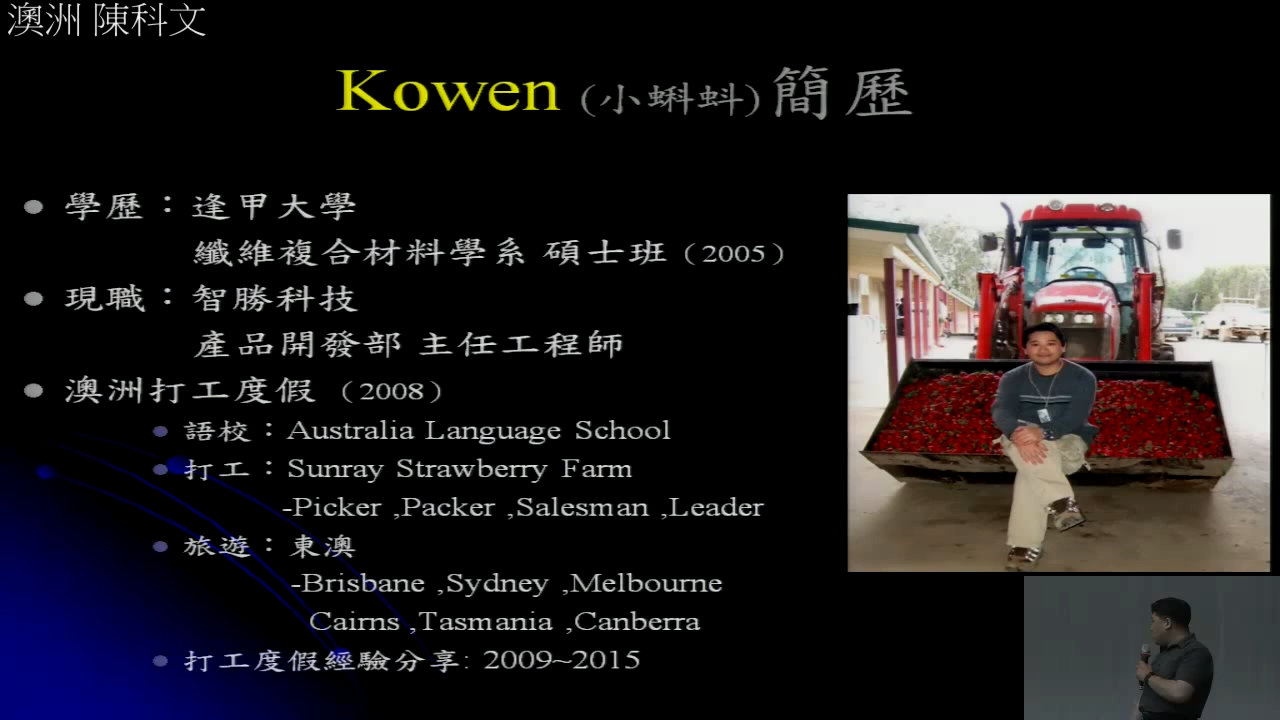 澳洲 陳科文
Kowen (小蝌蚪)簡歷
學歷：逢甲大學
纖維複合材料學系 碩士班（2005）
現職：智勝科技
產品開發部 主任工程師
澳洲打工度假（2008）
語校：Australia Language School
打工：Sunray Strawberry Farm
-Picker ,Packer ,Salesman ,Leader
旅遊：東澳
-Brisbane ,Sydney ,Melbourne
Cairns ,Tasmania ,Canberra
打工度假經驗分享: 2009~2015